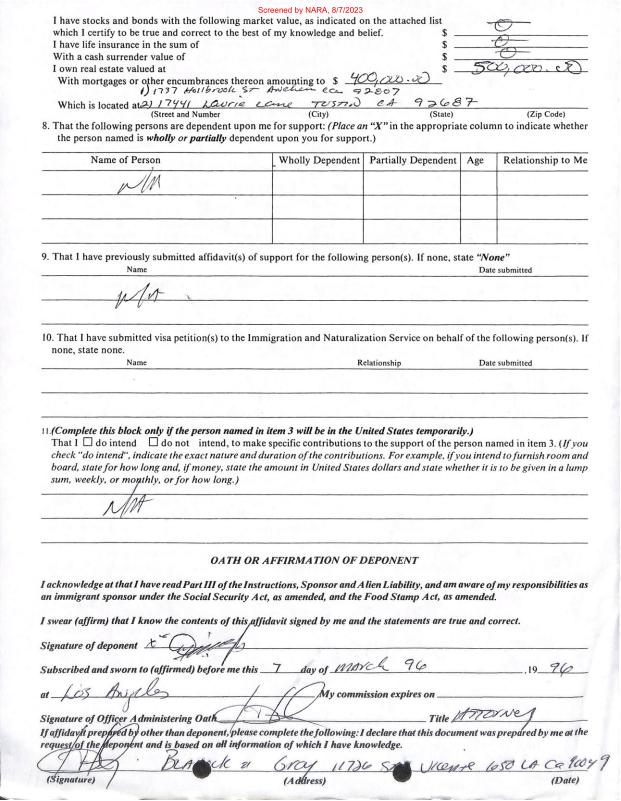 Screened by NARA, 8/7/2023
I have stocks and bonds with the following market value, as indicated on the attached list
which I certify to be true and correct to the best of my knowledge and belief. $ 0
I have life insurance in the sum of $ 0
With a cash surrender value of $ 0
I own real estate valued at $ 500,000.00
With mortgages or other encumbrances thereon amounting to $ 400,000.00
1) 1737 Hollbrook St ca 92807
Which is located at 2) 17441 Laurie Lane Tustin CA 92687
(Street and Number) (City) (State) (Zip Code)
8. That the following persons are dependent upon me for support: (Place an "X" in the appropriate column to indicate whether
the person named is wholly or partially dependent upon you for support.)
Name of Person Wholly Dependent Partially Dependent Age Relationship to Me
N/A
9. That I have previously submitted affidavit(s) of support for the following person(s). If none, state "None"
Name Date submitted
N/A
10. That I have submitted visa petition(s) to the Immigration and Naturalization Service on behalf of the following person(s). If
none, state none.
Name Relationship Date submitted
11.(Complete this block only if the person named in item 3 will be in the United States temporarily.)
That I ☐ do intend ☐ do not intend, to make specific contributions to the support of the person named in item 3. (If you
check "do intend", indicate the exact nature and duration of the contributions. For example, if you intend to furnish room and
board, state for how long and, if money, state the amount in United States dollars and state whether it is to be given in a lump
sum, weekly, or monthly, or for how long.)
N/A
OATH OR AFFIRMATION OF DEPONENT
I acknowledge at that I have read Part III of the Instructions, Sponsor and Alien Liability, and am aware of my responsibilities as
an immigrant sponsor under the Social Security Act, as amended, and the Food Stamp Act, as amended.
I swear (affirm) that I know the contents of this affidavit signed by me and the statements are true and correct.
Signature of deponent x
Subscribed and sworn to (affirmed) before me this 7 day of March 96 , 19 96
at Los Angeles My commission expires on
Signature of Officer Administering Oath Title Attorney
If affidavit prepared by other than deponent, please complete the following: I declare that this document was prepared by me at the
request of the deponent and is based on all information of which I have knowledge.
Gray 11726 San Vicente 650 LA Ca 90049
(Signature) (Address) (Date)